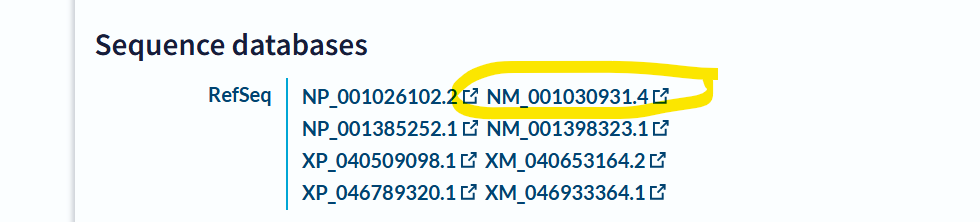 Sequence databases
RefSeq NP_001026102.2 NM_001030931.4
NP_001385252.1 NM_001398323.1
XP_040509098.1 XM_040653164.2
XP_046789320.1 XM_046933364.1